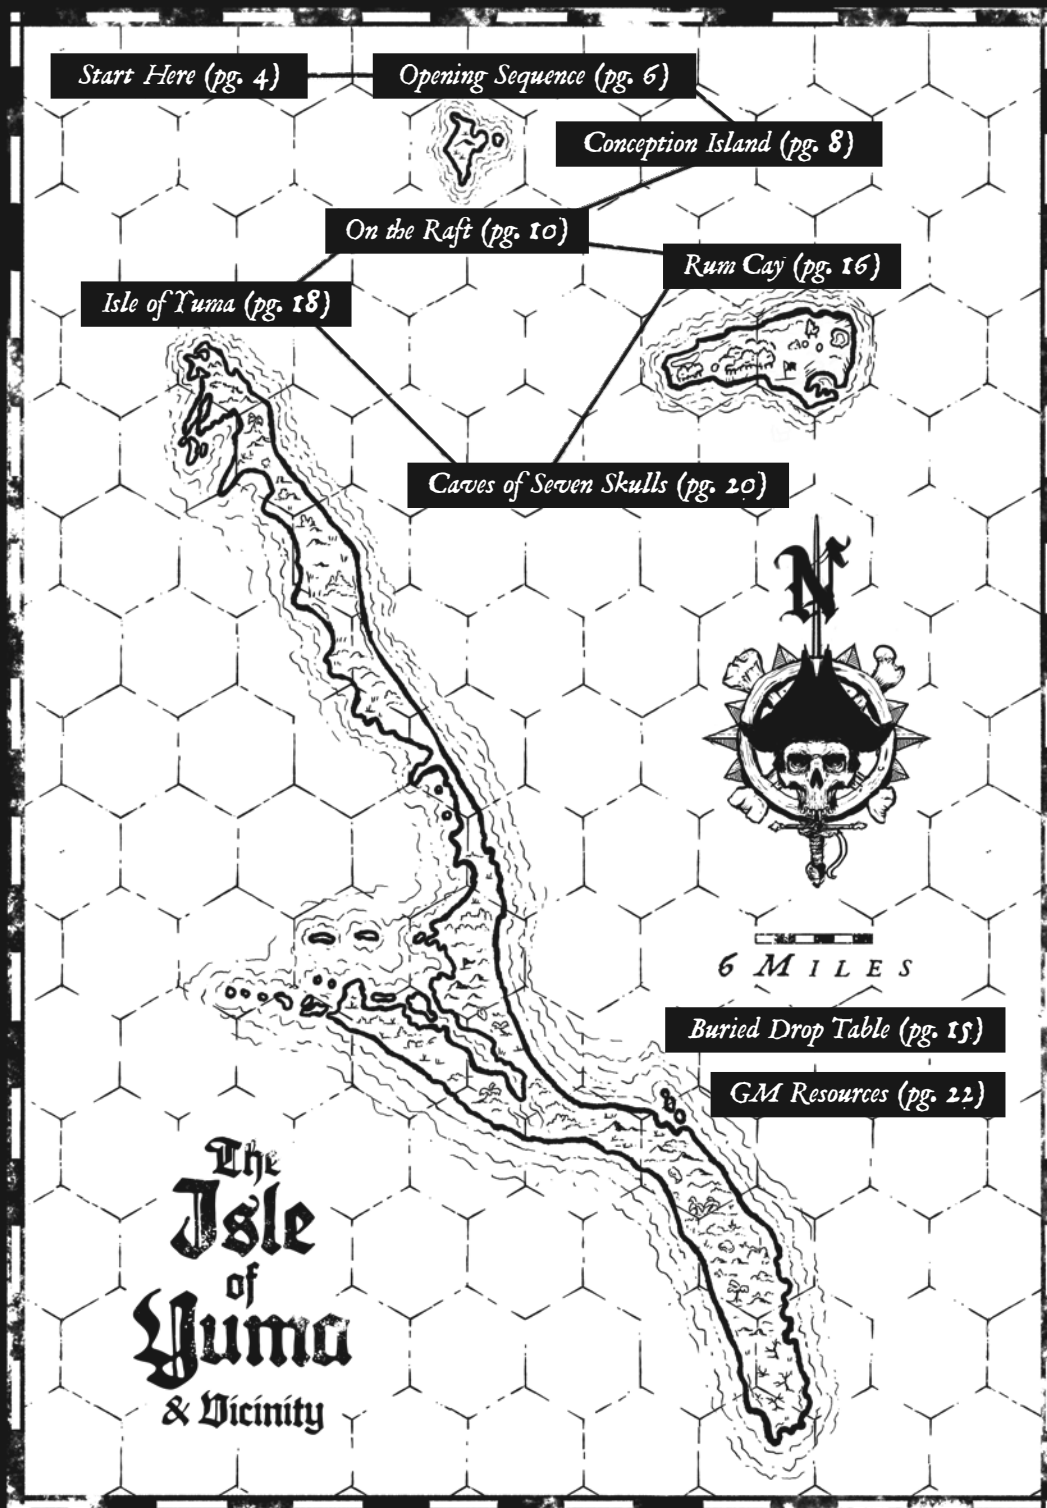 Start Here (pg. 4)
Opening Sequence (pg. 6)
Conception Island (pg. 8)
On the Raft (pg. 10)
Rum Cay (pg. 16)
Isle of Yuma (pg. 18)
Caves of Seven Skulls (pg. 20)
N
6 MILES
Buried Drop Table (pg. 15)
GM Resources (pg. 22)
The
Isle
of
Yuma
& Vicinity